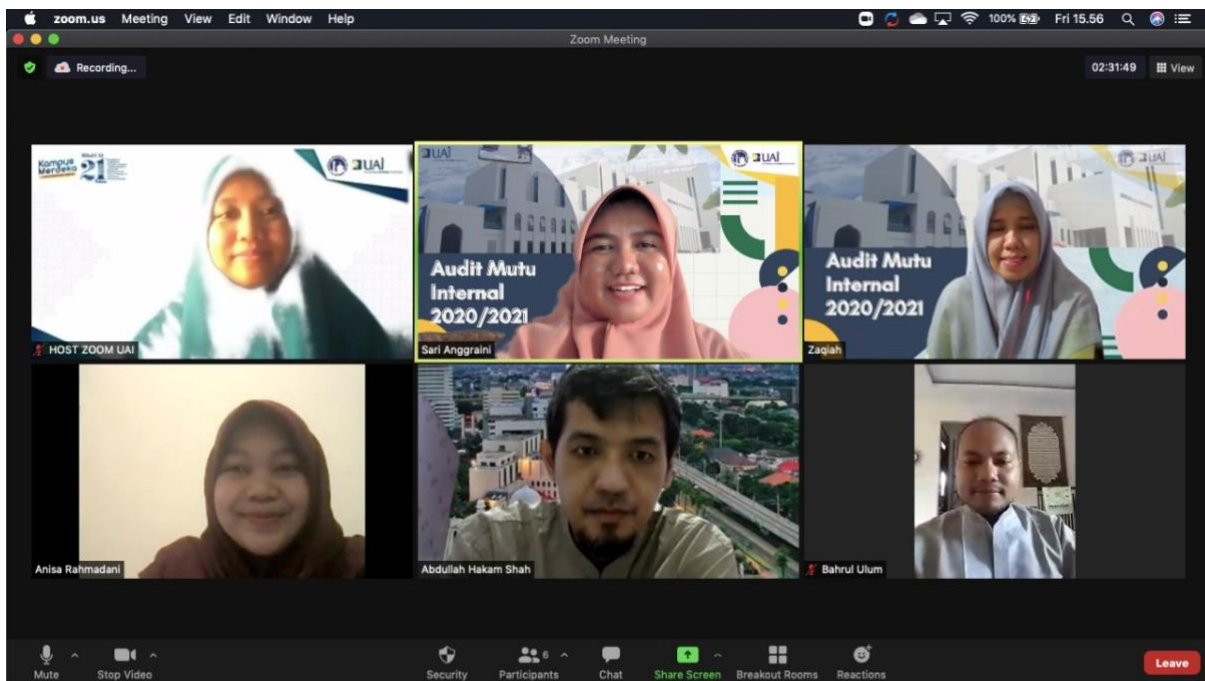 zoom.us Meeting View Edit Window Help 100% Fri 15.56
Zoom Meeting
Recording... 02:31:49 View
Kampus
Merdeka
21
UAI
HOST ZOOM UAI
UAI
UAI
Audit Mutu
Internal
2020/2021
Sari Anggraini
UAI
Audit Mutu
Internal
2020/2021
Zaqiah
Anisa Rahmadani
Abdullah Hakam Shah
Bahrul Ulum
Mute Stop Video Security Participants 6 Chat Share Screen Breakout Rooms Reactions Leave